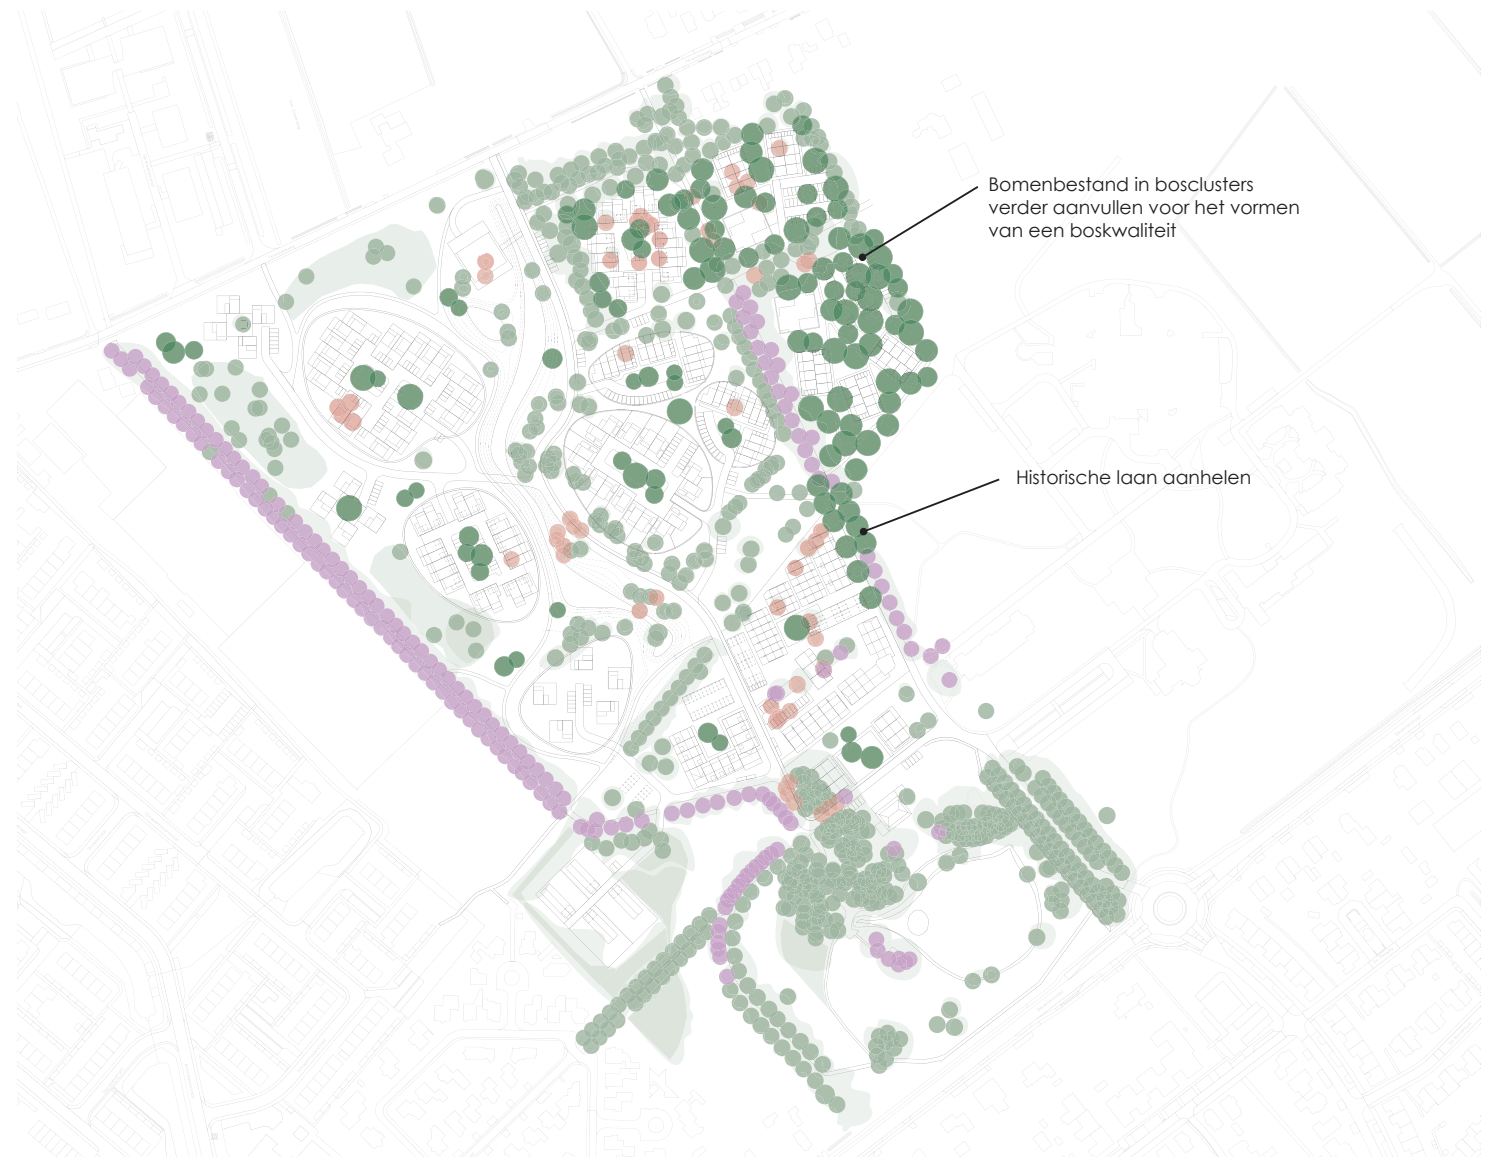 Bomenbestand in bosclusters
verder aanvullen voor het vormen
van een boskwaliteit
Historische laan aanhelen